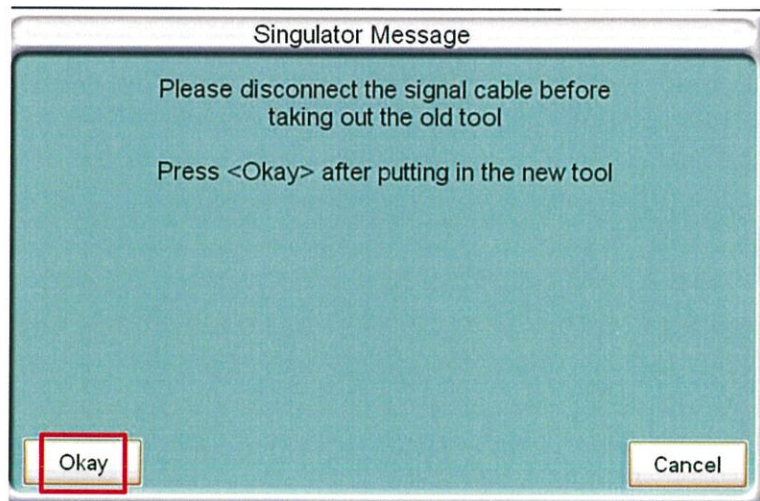 Singulator Message
Please disconnect the signal cable before
taking out the old tool
Press <Okay> after putting in the new tool
Okay
Cancel